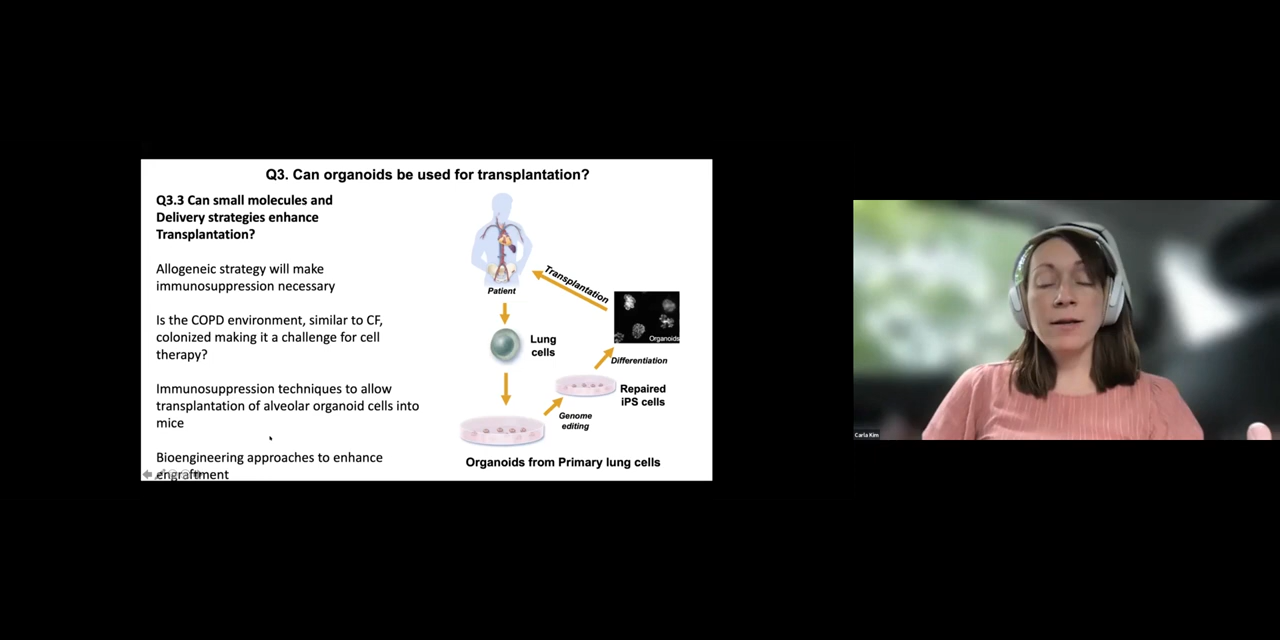 Q3. Can organoids be used for transplantation?
Q3.3 Can small molecules and
Delivery strategies enhance
Transplantation?
Allogeneic strategy will make
immunosuppression necessary
Is the COPD environment, similar to CF,
colonized making it a challenge for cell
therapy?
Immunosuppression techniques to allow
transplantation of alveolar organoid cells into
mice
Bioengineering approaches to enhance
engraftment
Patient
Transplantation
Lung
cells
Organoids
Differentiation
Repaired
iPS cells
Genome
editing
Organoids from Primary lung cells
Carla Kim